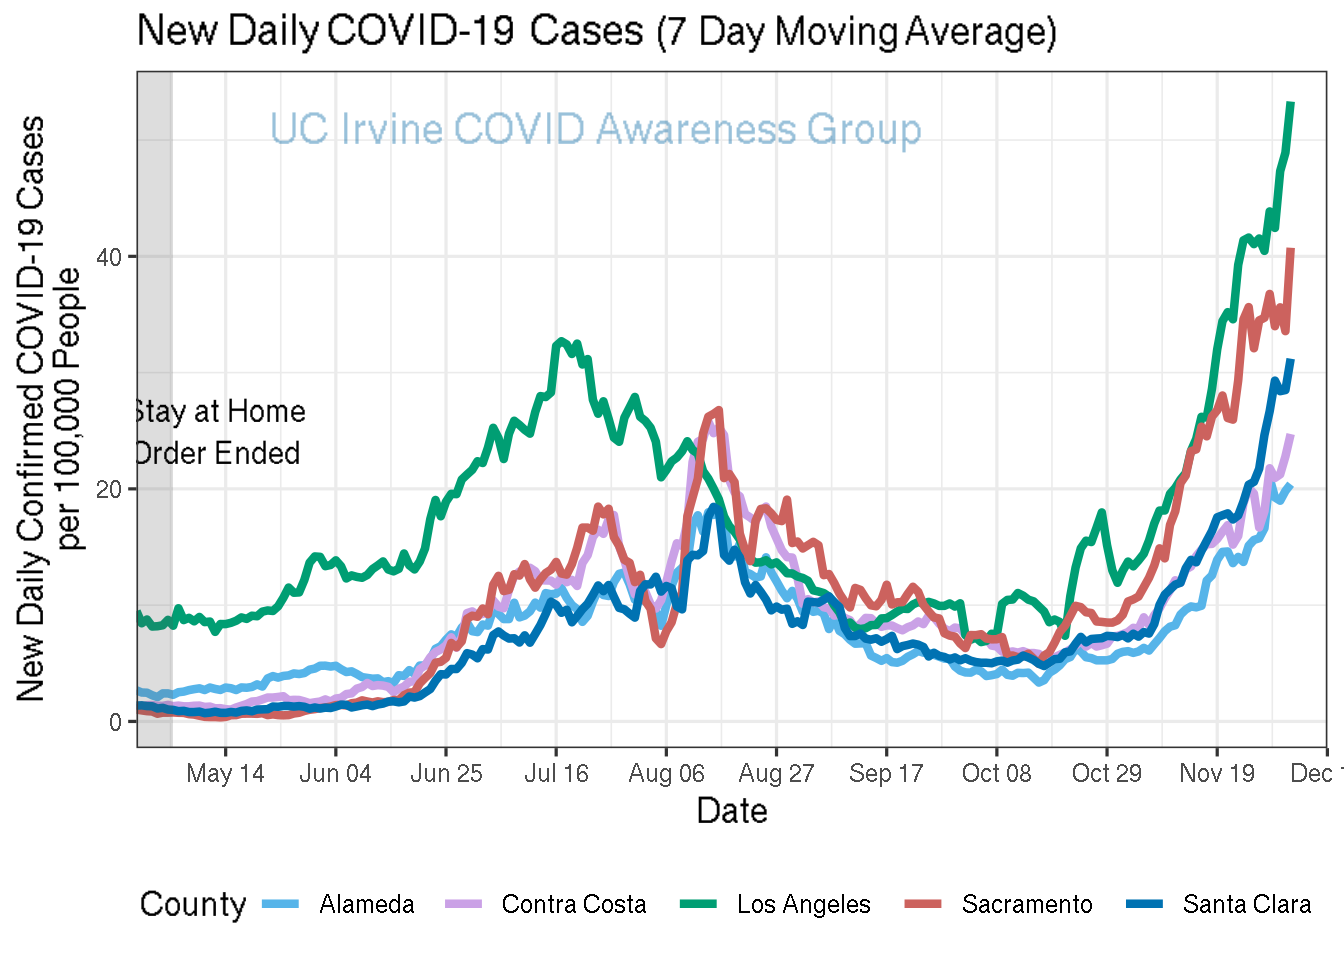 New Daily COVID-19 Cases (7 Day Moving Average)
UC Irvine COVID Awareness Group
New Daily Confirmed COVID-19 Cases
per 100,000 People
40
20
0
Stay at Home
Order Ended
May 14 Jun 04 Jun 25 Jul 16 Aug 06 Aug 27 Sep 17 Oct 08 Oct 29 Nov 19 Dec
Date
County Alameda Contra Costa Los Angeles Sacramento Santa Clara